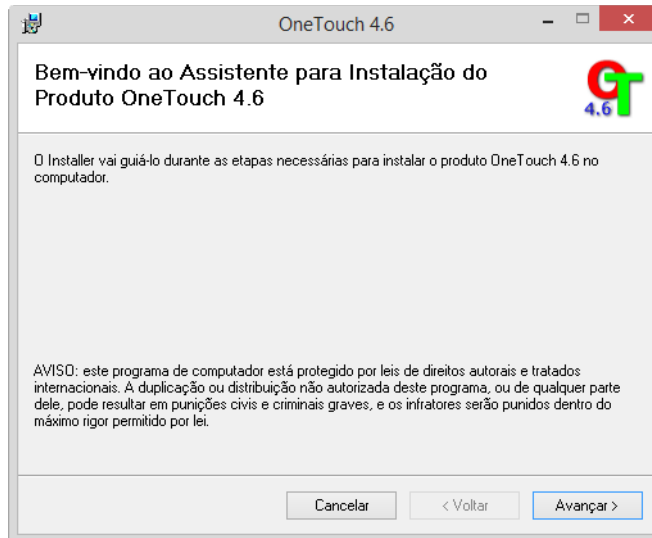 OneTouch 4.6
Bem-vindo ao Assistente para Instalação do
Produto OneTouch 4.6
GT
4.6
O Installer vai guiá-lo durante as etapas necessárias para instalar o produto OneTouch 4.6 no
computador.
AVISO: este programa de computador está protegido por leis de direitos autorais e tratados
internacionais. A duplicação ou distribuição não autorizada deste programa, ou de qualquer parte
dele, pode resultar em punições civis e criminais graves, e os infratores serão punidos dentro do
máximo rigor permitido por lei.
Cancelar
< Voltar
Avançar >